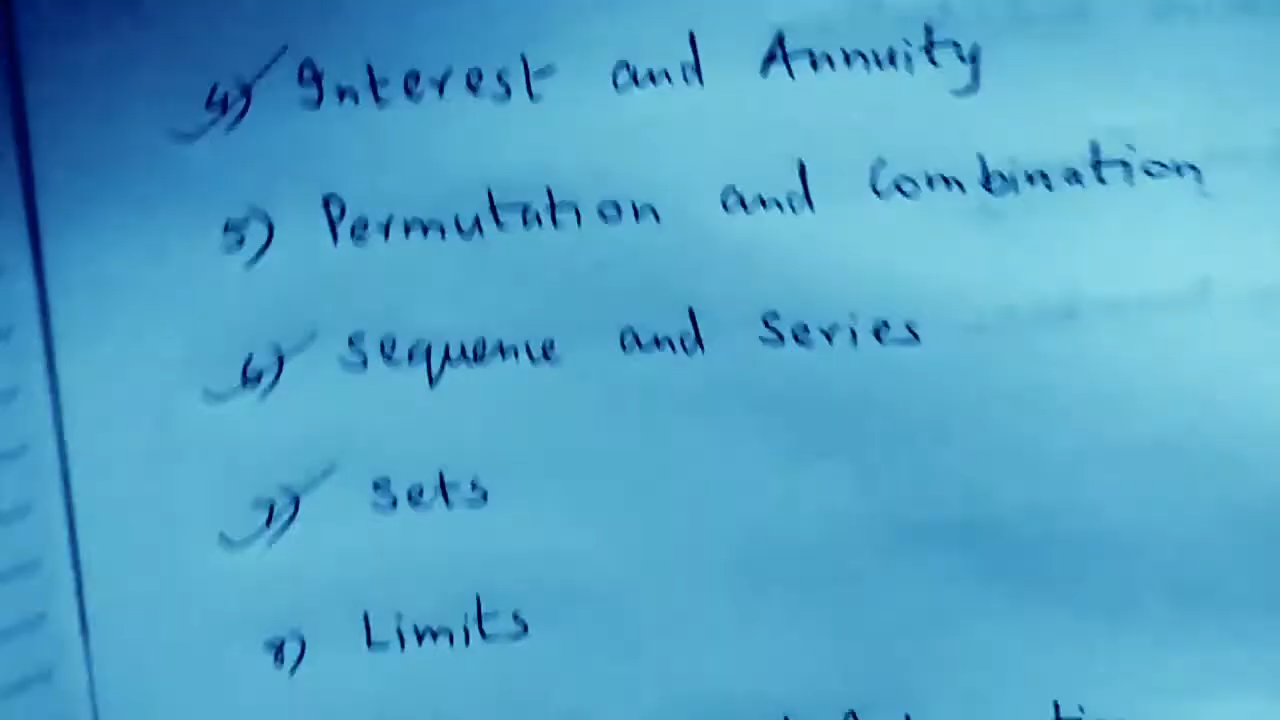 4) Interest and Annuity
5) Permutation and Combination
6) Sequence and Series
7) Sets
8) Limits